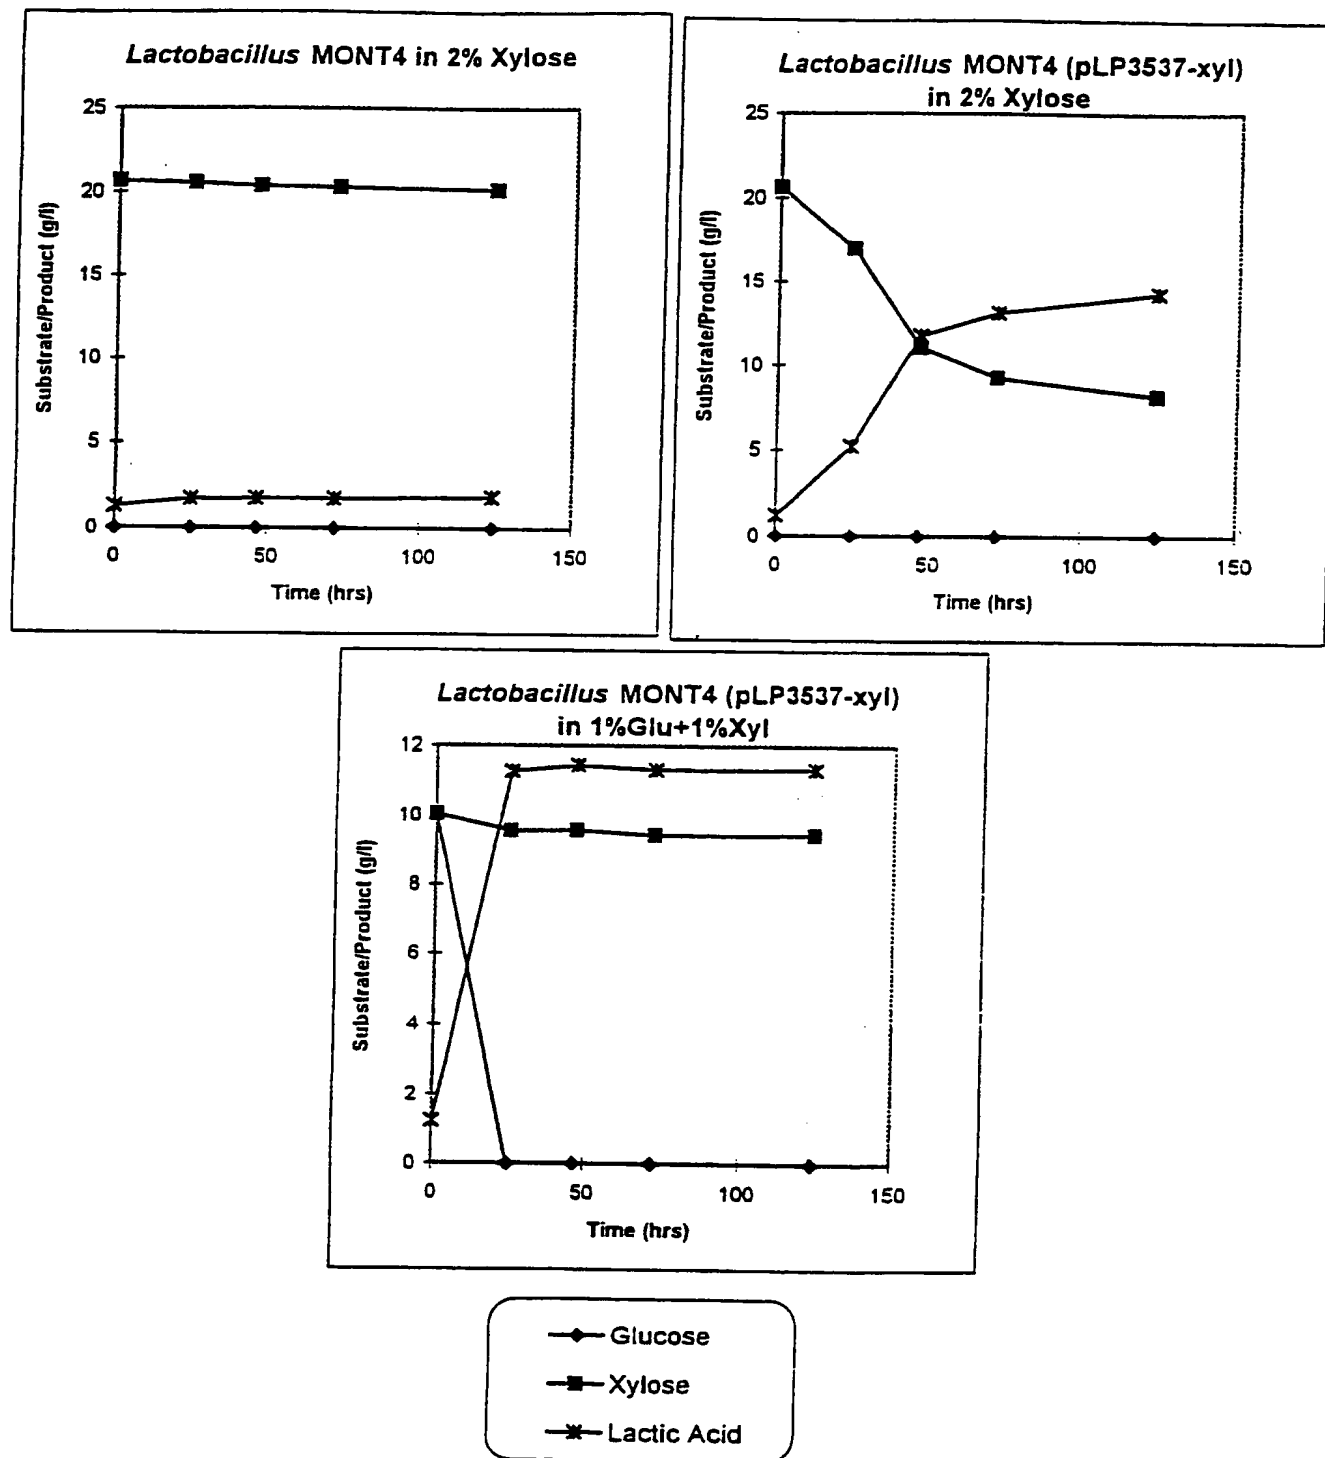 Lactobacillus MONT4 in 2% Xylose
25
20
15
10
5
0
0 50 100 150
Substrate/Product (g/l)
Time (hrs)
Lactobacillus MONT4 (pLP3537-xyl)
in 2% Xylose
25
20
15
10
5
0
0 50 100 150
Substrate/Product (g/l)
Time (hrs)
Lactobacillus MONT4 (pLP3537-xyl)
in 1%Glu+1%Xyl
12
10
8
6
4
2
0
0 50 100 150
Substrate/Product (g/l)
Time (hrs)
Glucose
Xylose
Lactic Acid